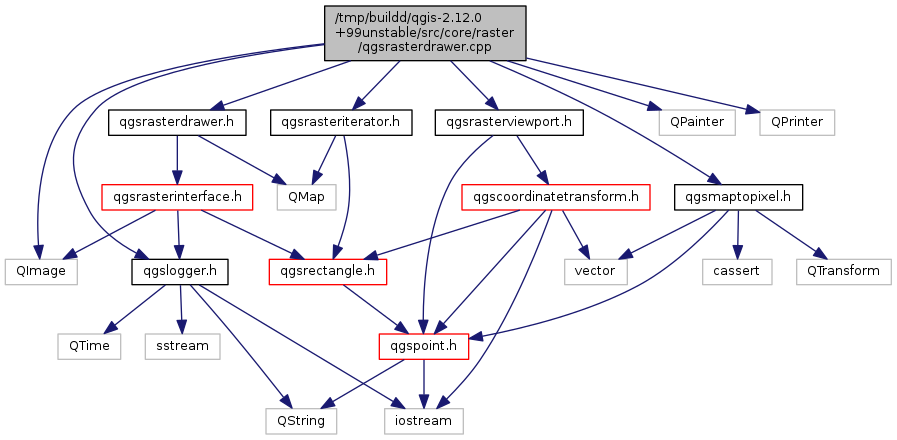 /tmp/buildd/qgis-2.12.0
+99unstable/src/core/raster
/qgsrasterdrawer.cpp
qgsrasterdrawer.h
qgsrasteriterator.h
qgsrasterviewport.h
QPainter
QPrinter
qgsrasterinterface.h
QMap
qgscoordinatetransform.h
qgsmaptopixel.h
QImage
qgslogger.h
qgsrectangle.h
vector
cassert
QTransform
QTime
sstream
qgspoint.h
QString
iostream